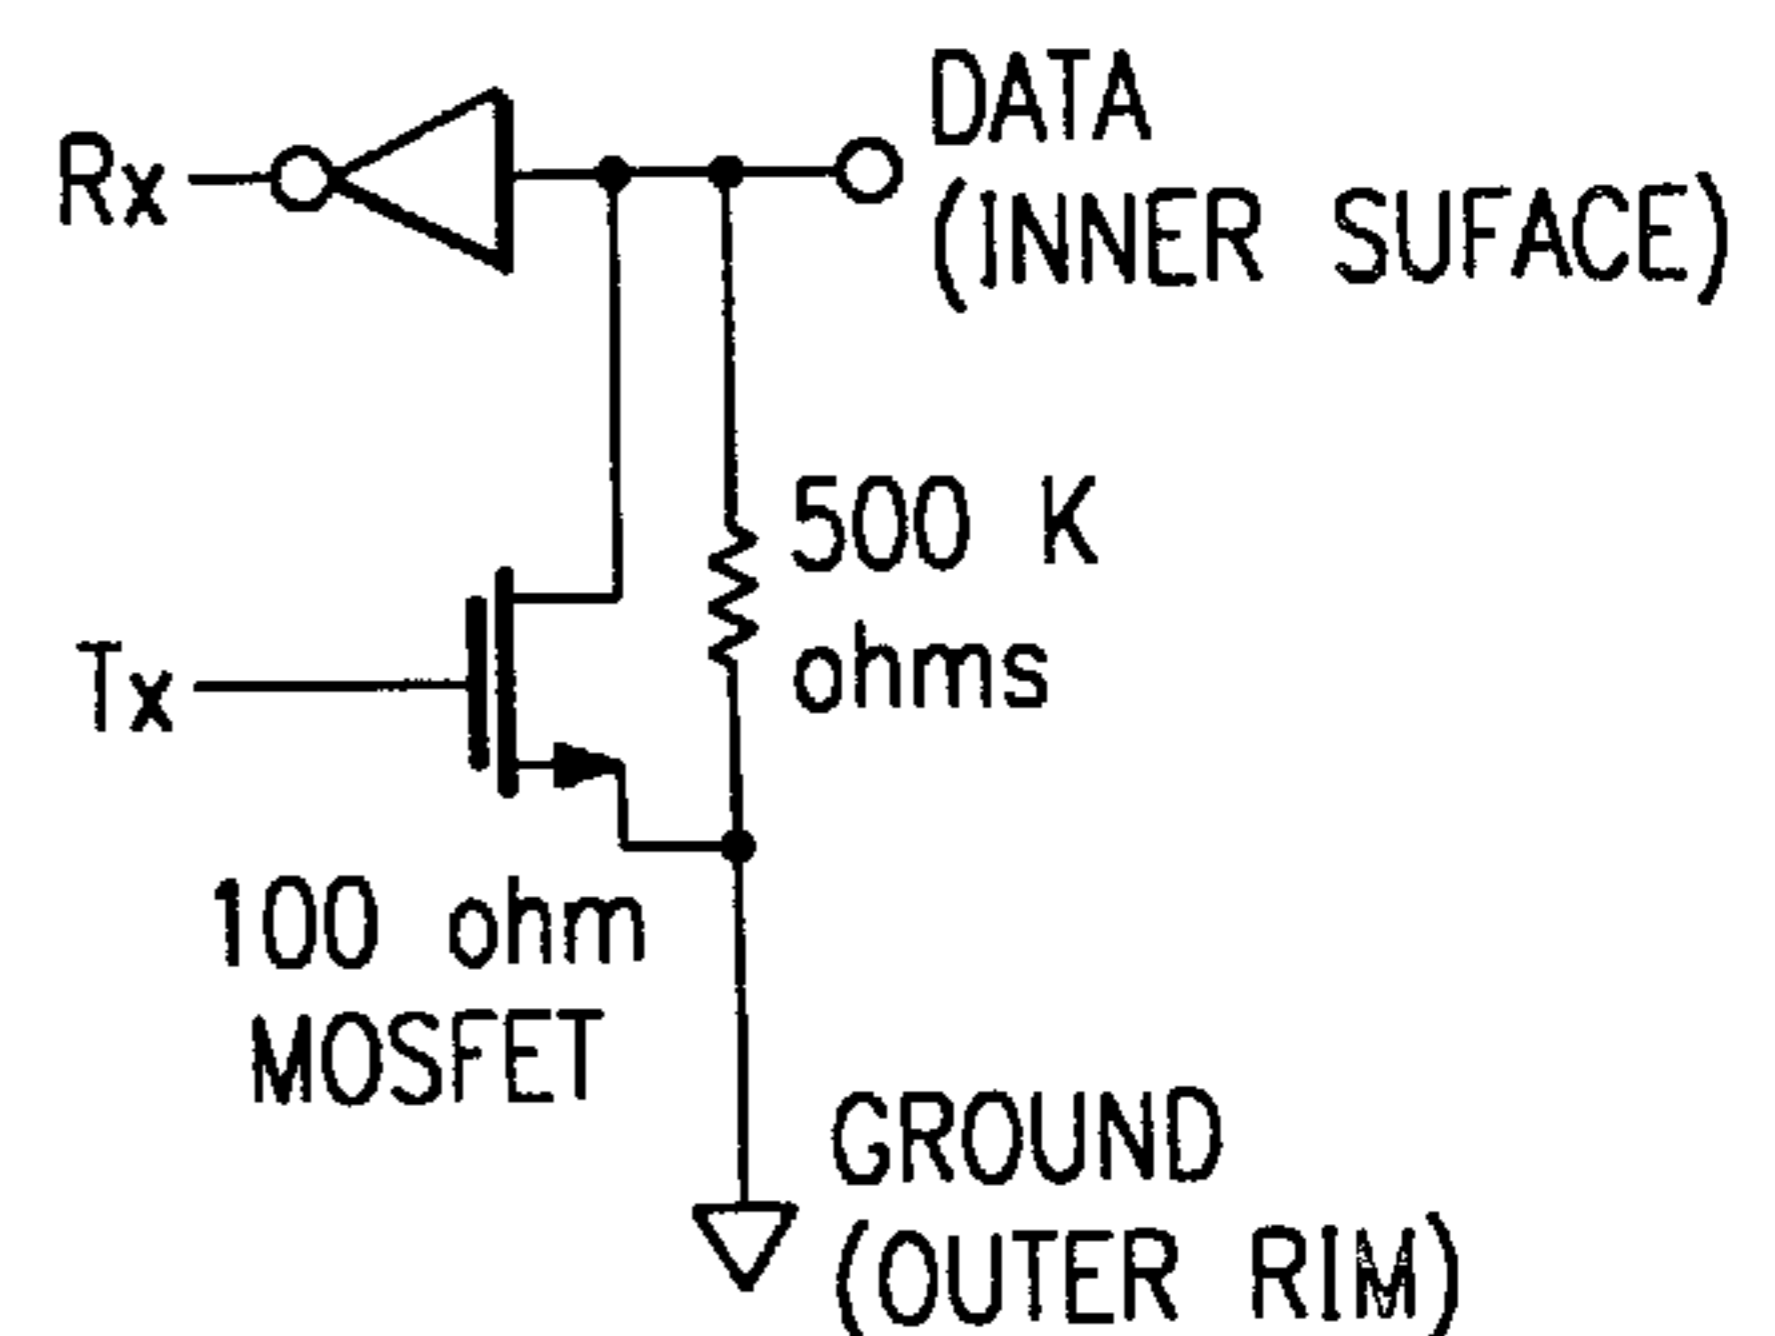 Rx
DATA
(INNER SUFACE)
500 K
ohms
Tx
100 ohm
MOSFET
GROUND
(OUTER RIM)